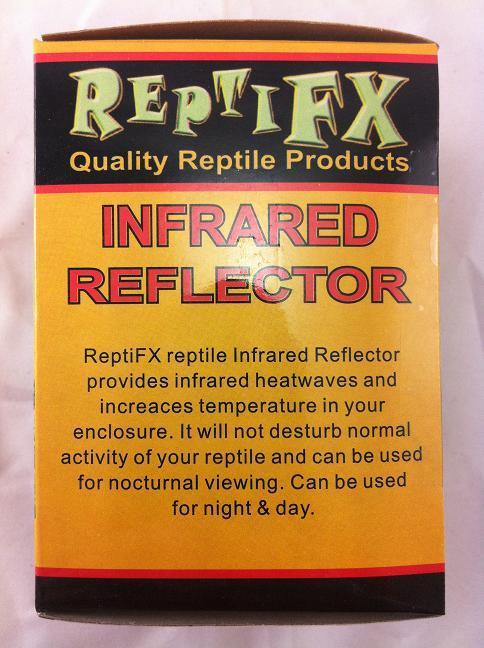 REPTIFX
Quality Reptile Products
INFRARED
REFLECTOR
ReptiFX reptile Infrared Reflector
provides infrared heatwaves and
increaces temperature in your
enclosure. It will not desturb normal
activity of your reptile and can be used
for nocturnal viewing. Can be used
for night & day.